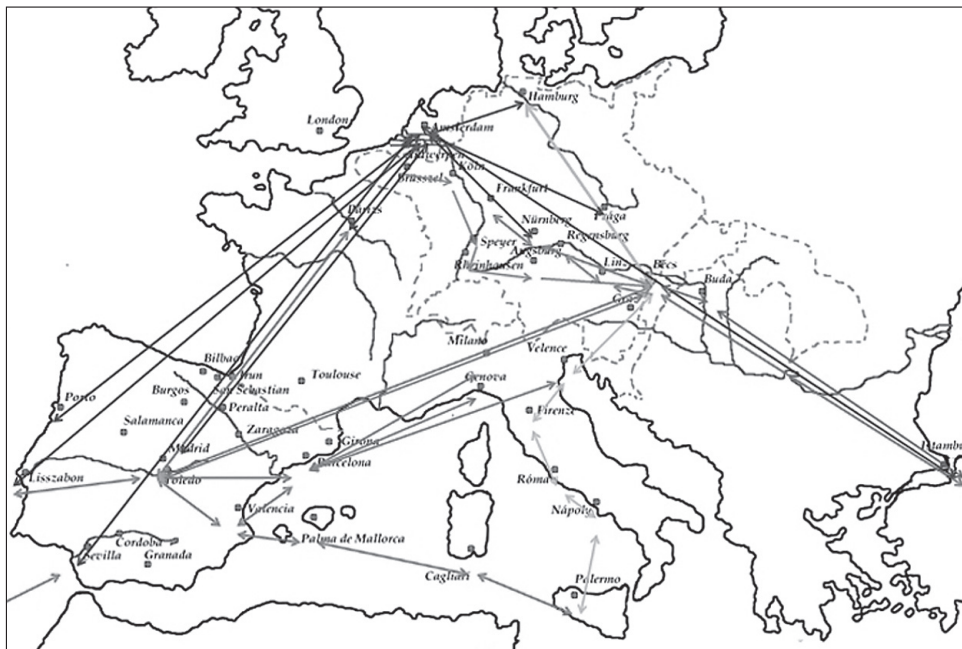 Hamburg
London
Amsterdam
Antwerpen
Köln
Brüsszel
Frankfurt
Párizs
Prága
Nürnberg
Regensburg
Speyer
Augsburg
Rheinhausen
Linz
Bécs
Buda
Graz
Milano
Velence
Bilbao
Irun
Genova
San Sebastian
Toulouse
Burgos
Porto
Peralta
Firenze
Salamanca
Zaragoza
Girona
Madrid
Barcelona
Isztambul
Lisszabon
Toledo
Róma
Valencia
Nápoly
Cordoba
Palma de Mallorca
Sevilla
Granada
Cagliari
Palermo